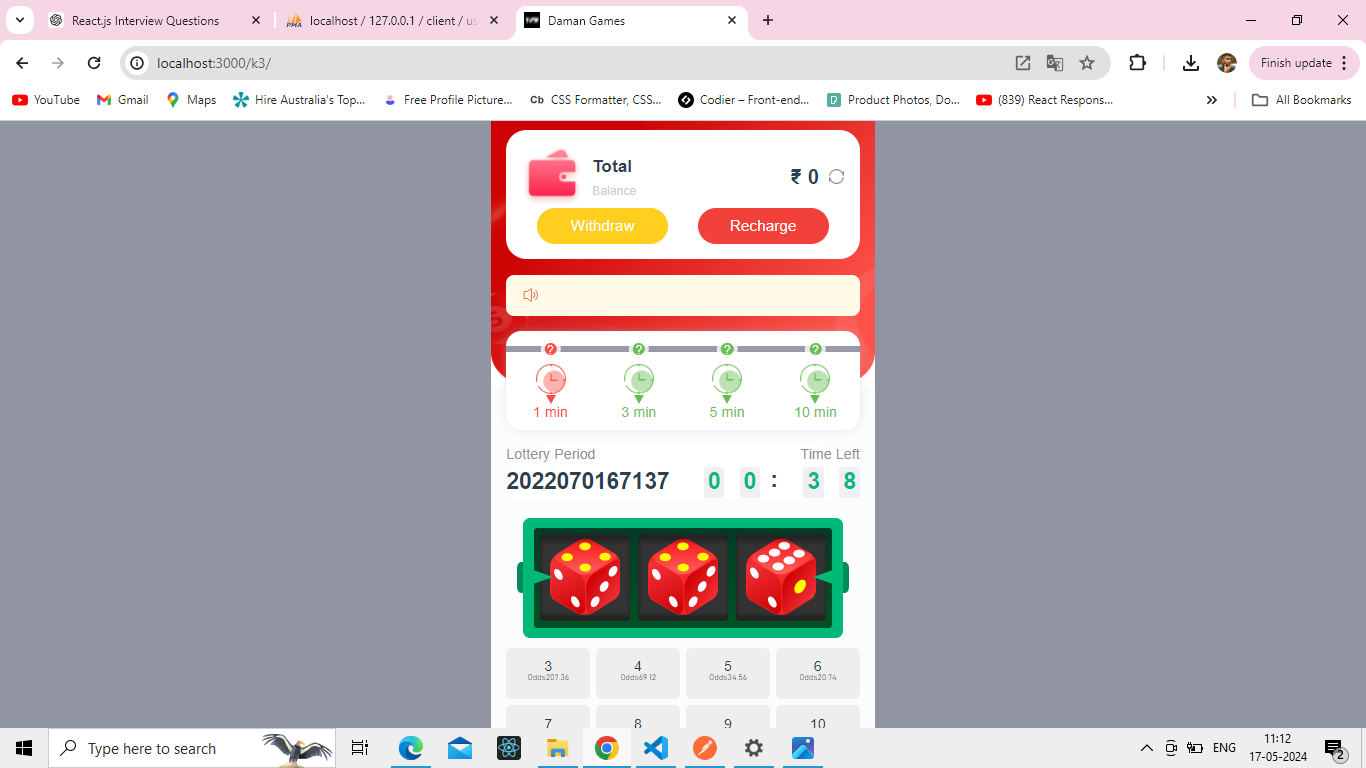 React.js Interview Questions
PMA
localhost / 127.0.0.1 / client / us
Daman Games
localhost:3000/k3/
Finish update
YouTube
Gmail
Maps
Hire Australia's Top...
Free Profile Picture...
Cb
CSS Formatter, CSS...
Codier – Front-end...
Product Photos, Do...
(839) React Respons...
»
All Bookmarks
Total
₹ 0
Balance
Withdraw
Recharge
? ? ? ?
1 min
3 min
5 min
10 min
Lottery Period
Time Left
2022070167137
0 0 : 3 8
3 4 5 6
Odds207.36 Odds69.12 Odds34.56 Odds20.74
7 8 9 10
Type here to search
ENG
11:12
17-05-2024
2